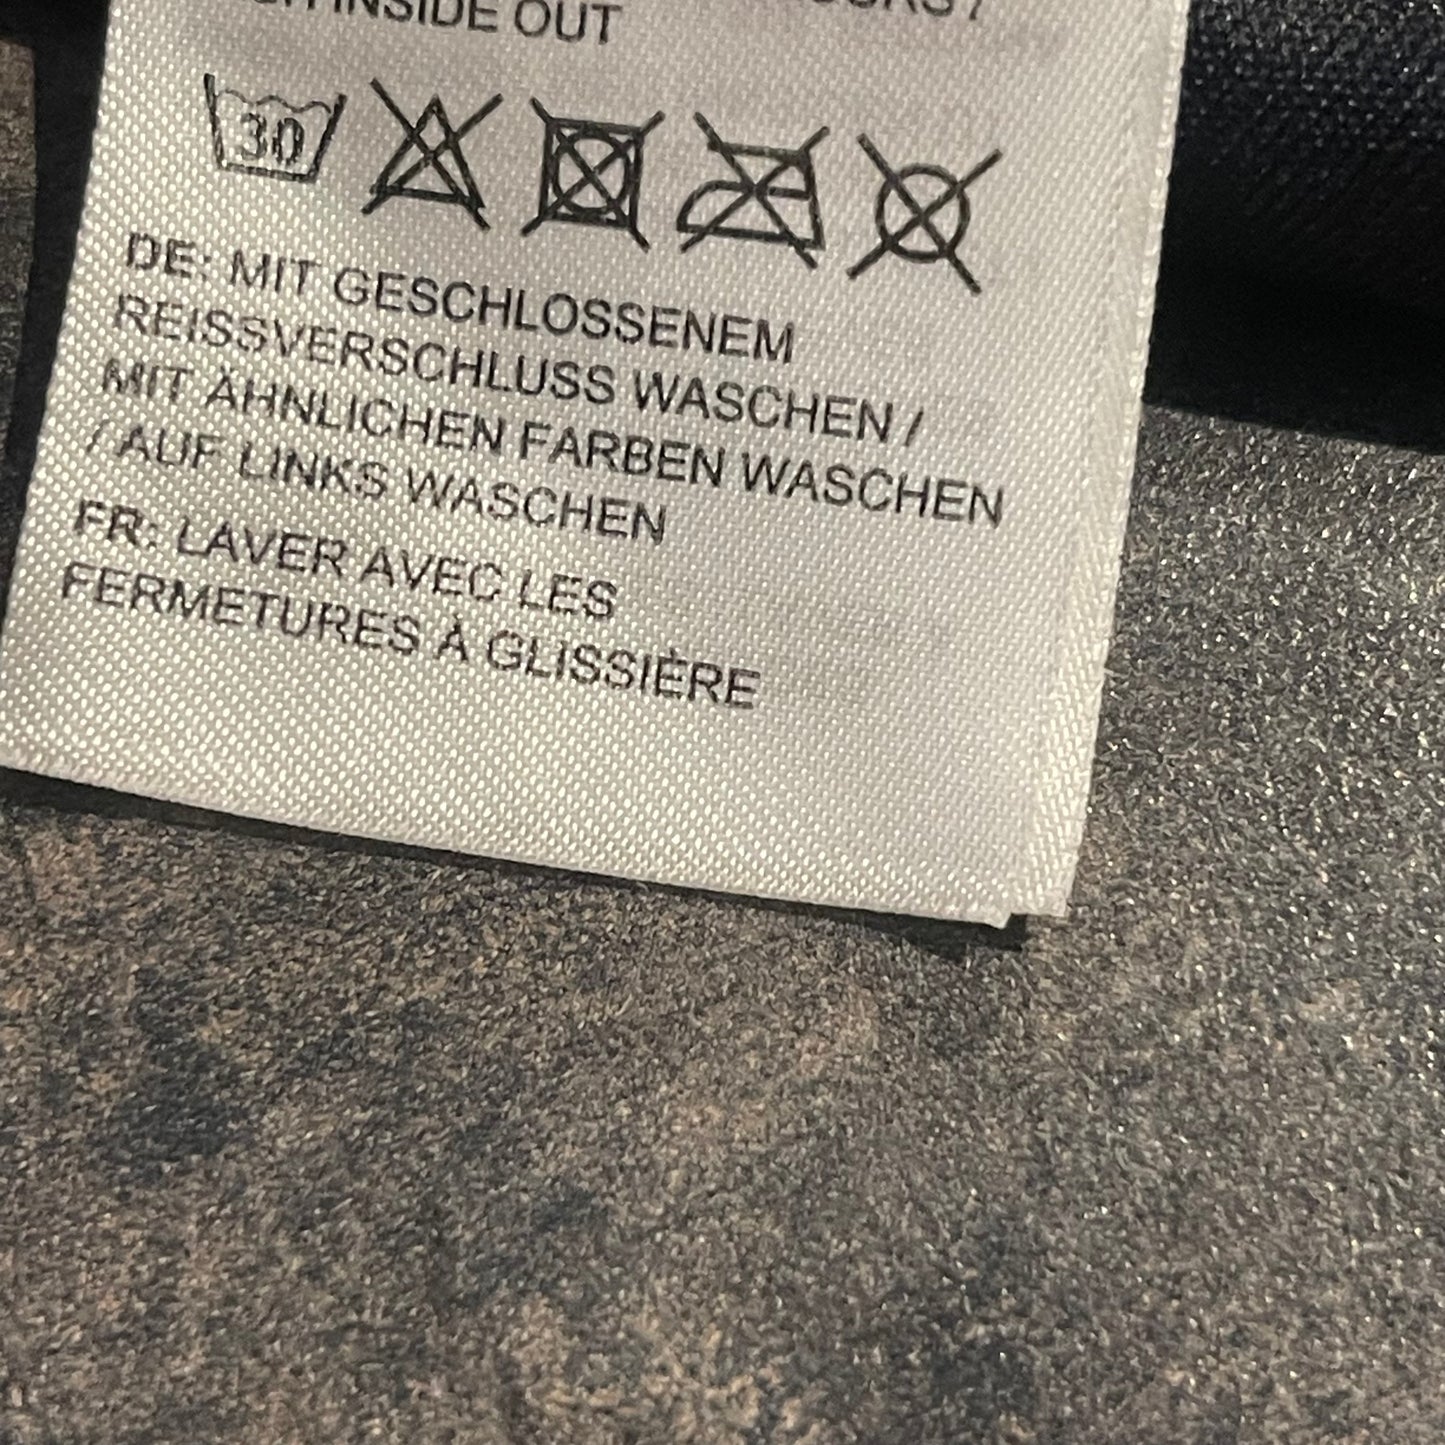 INSIDE OUT
30
DE: MIT GESCHLOSSENEM
REISSVERSCHLUSS WASCHEN /
MIT ÄHNLICHEN FARBEN WASCHEN
/ AUF LINKS WASCHEN
FR: LAVER AVEC LES
FERMETURES À GLISSIÈRE